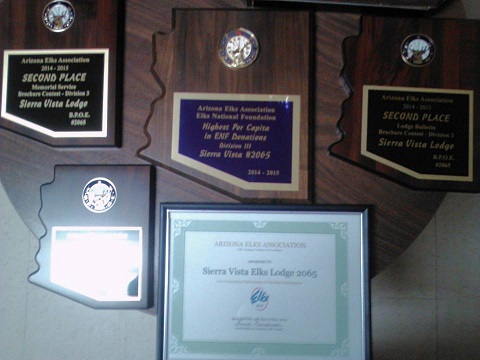 Arizona Elks Association
2014 - 2015
SECOND PLACE
Memorial Service
Brochure Contest - Division 3
Sierra Vista Lodge
B.P.O.E.
#2065
Arizona Elks Association
Elks National Foundation
Highest Per Capita
in ENF Donations
Division III
Sierra Vista #2065
2014 - 2015
Arizona Elks Association
2014 - 2015
SECOND PLACE
Lodge Bulletin
Brochure Contest - Division 3
Sierra Vista Lodge
B.P.O.E.
#2065
ARIZONA ELKS ASSOCIATION
AWARDED TO
Sierra Vista Elks Lodge 2065
Elks